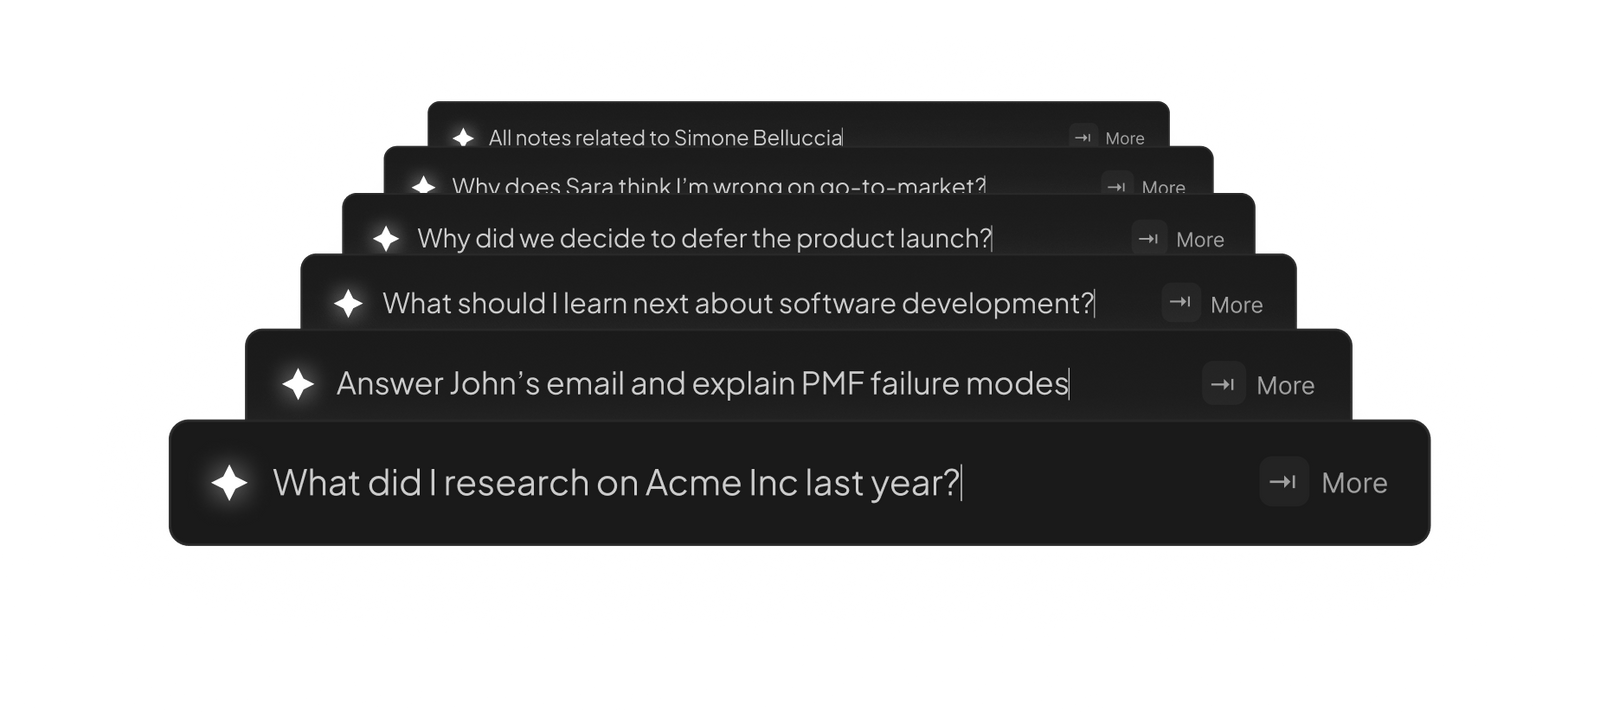 All notes related to Simone Belluccia
More
Why does Sara think I’m wrong on go-to-market?
More
Why did we decide to defer the product launch?
More
What should I learn next about software development?
More
Answer John’s email and explain PMF failure modes
More
What did I research on Acme Inc last year?
More